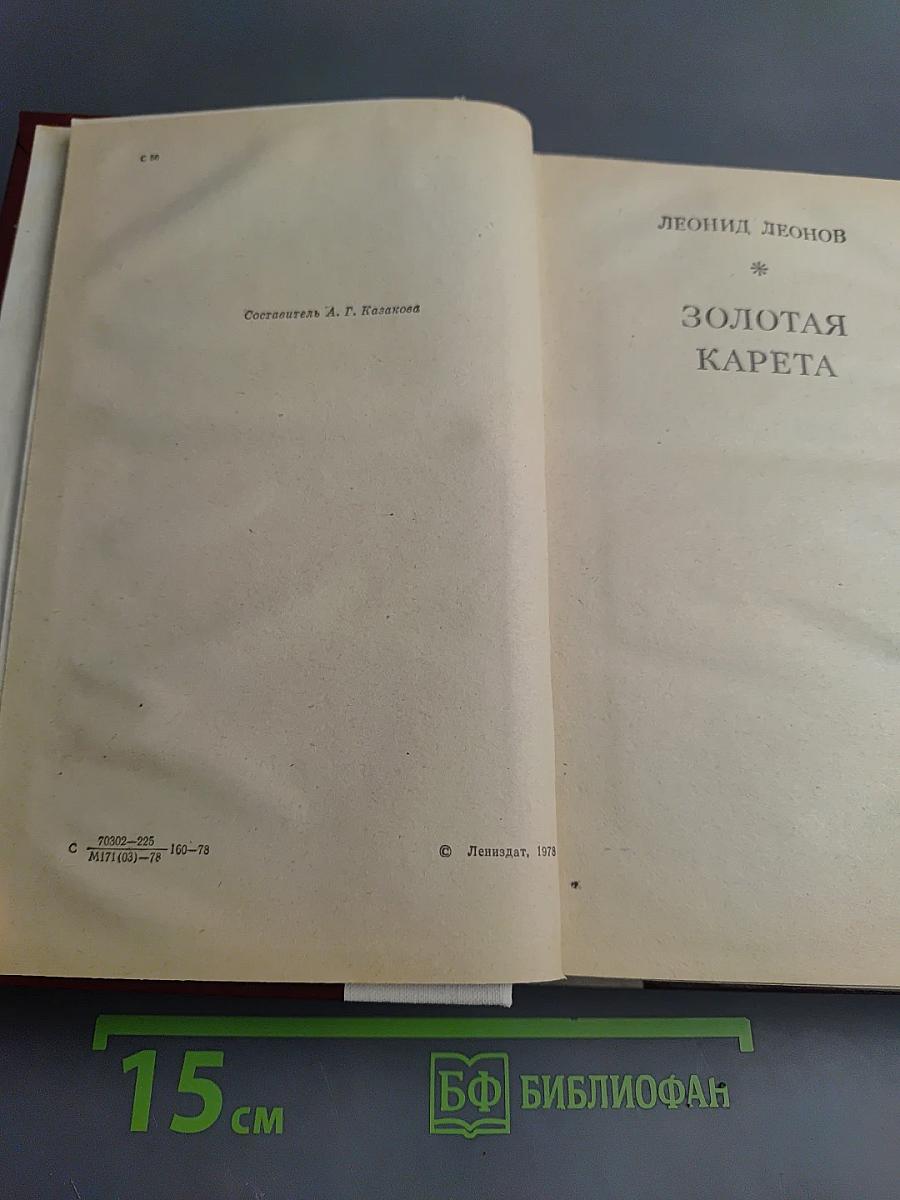 С 56
Составитель А. Г. Казакова
С 70302—225
М171(03)—78
160—78
© Лениздат, 1978
ЛЕОНИД ЛЕОНОВ
*
ЗОЛОТАЯ
КАРЕТА
15 см
БФ БИБЛИОФАН